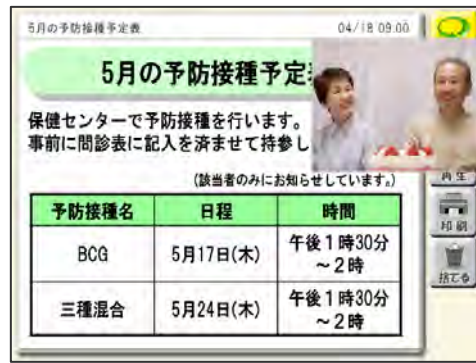 5月の予防接種予定表
04/18 09:00
5月の予防接種予定
保健センターで予防接種を行います。
事前に問診表に記入を済ませて持参し
(該当者のみにお知らせしています。)
予防接種名 日程 時間
BCG 5月17日(木) 午後1時30分
~2時
三種混合 5月24日(木) 午後1時30分
~2時
再生
印刷
捨てる